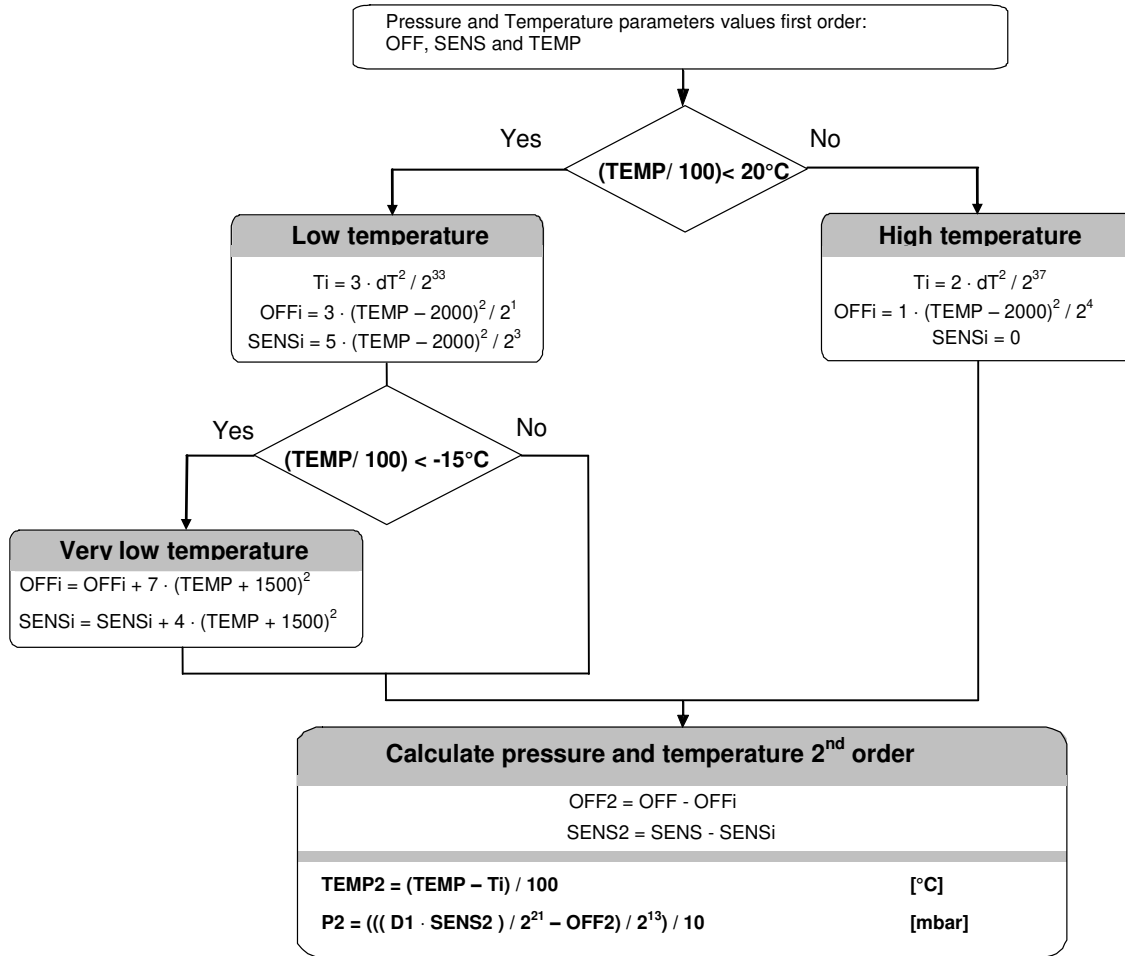 Pressure and Temperature parameters values first order:
OFF, SENS and TEMP
Yes
No
(TEMP/ 100)< 20°C
Low temperature
Ti = 3 · dT² / 2³³
OFFi = 3 · (TEMP – 2000)² / 2¹
SENSi = 5 · (TEMP – 2000)² / 2³
High temperature
Ti = 2 · dT² / 2³⁷
OFFi = 1 · (TEMP – 2000)² / 2⁴
SENSi = 0
Yes
No
(TEMP/ 100) < -15°C
Very low temperature
OFFi = OFFi + 7 · (TEMP + 1500)²
SENSi = SENSi + 4 · (TEMP + 1500)²
Calculate pressure and temperature 2ⁿᵈ order
OFF2 = OFF - OFFi
SENS2 = SENS - SENSi
TEMP2 = (TEMP – Ti) / 100 [°C]
P2 = ((( D1 · SENS2 ) / 2²¹ – OFF2) / 2¹³) / 10 [mbar]